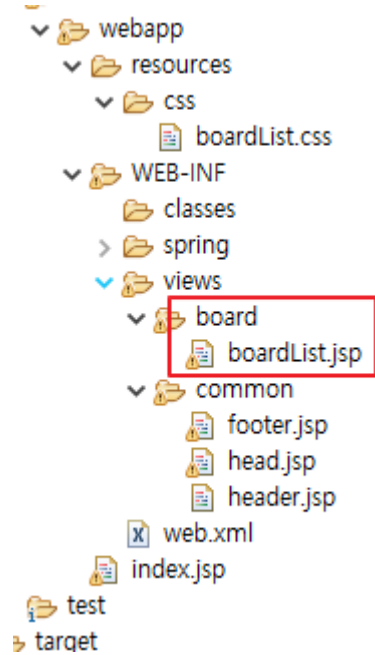 webapp
resources
css
boardList.css
WEB-INF
classes
spring
views
board
boardList.jsp
common
footer.jsp
head.jsp
header.jsp
web.xml
index.jsp
test
target